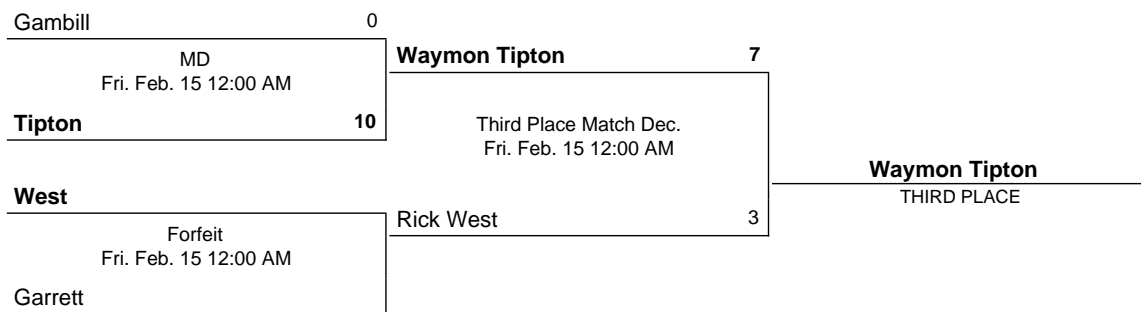 Gambill 0
MD
Fri. Feb. 15 12:00 AM
Tipton 10
Waymon Tipton 7
Third Place Match Dec.
Fri. Feb. 15 12:00 AM
Rick West 3
West
Forfeit
Fri. Feb. 15 12:00 AM
Garrett
Waymon Tipton
THIRD PLACE